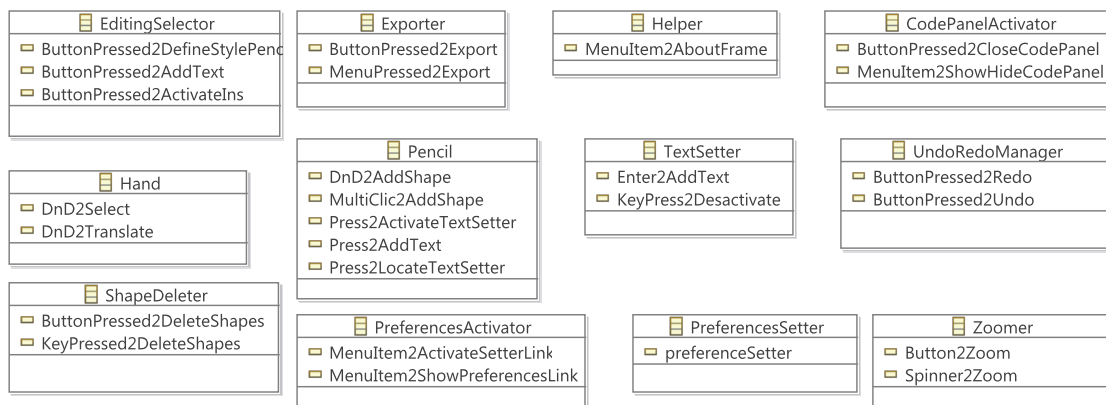 EditingSelector
ButtonPressed2DefineStylePenc
ButtonPressed2AddText
ButtonPressed2ActivateIns
Exporter
ButtonPressed2Export
MenuPressed2Export
Helper
MenuItem2AboutFrame
CodePanelActivator
ButtonPressed2CloseCodePanel
MenuItem2ShowHideCodePanel
Hand
DnD2Select
DnD2Translate
Pencil
DnD2AddShape
MultiClic2AddShape
Press2ActivateTextSetter
Press2AddText
Press2LocateTextSetter
TextSetter
Enter2AddText
KeyPress2Desactivate
UndoRedoManager
ButtonPressed2Redo
ButtonPressed2Undo
ShapeDeleter
ButtonPressed2DeleteShapes
KeyPressed2DeleteShapes
PreferencesActivator
MenuItem2ActivateSetterLink
MenuItem2ShowPreferencesLink
PreferencesSetter
preferenceSetter
Zoomer
Button2Zoom
Spinner2Zoom